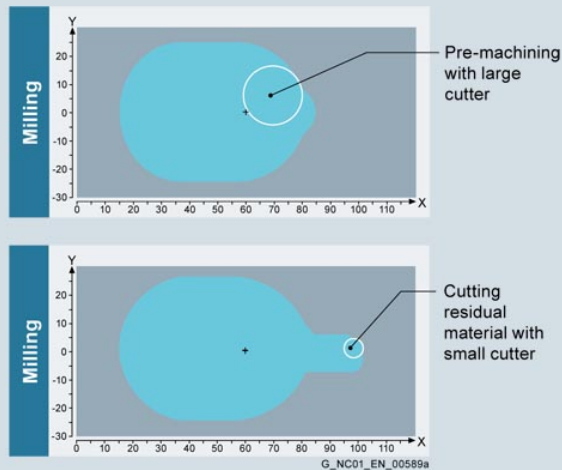 Milling
Y
20
10
0
-10
-20
-30
0 10 20 30 40 50 60 70 80 90 100 110
X
Pre-machining
with large
cutter
Milling
Y
20
10
0
-10
-20
-30
0 10 20 30 40 50 60 70 80 90 100 110
X
Cutting
residual
material with
small cutter
G_NC01_EN_00589a